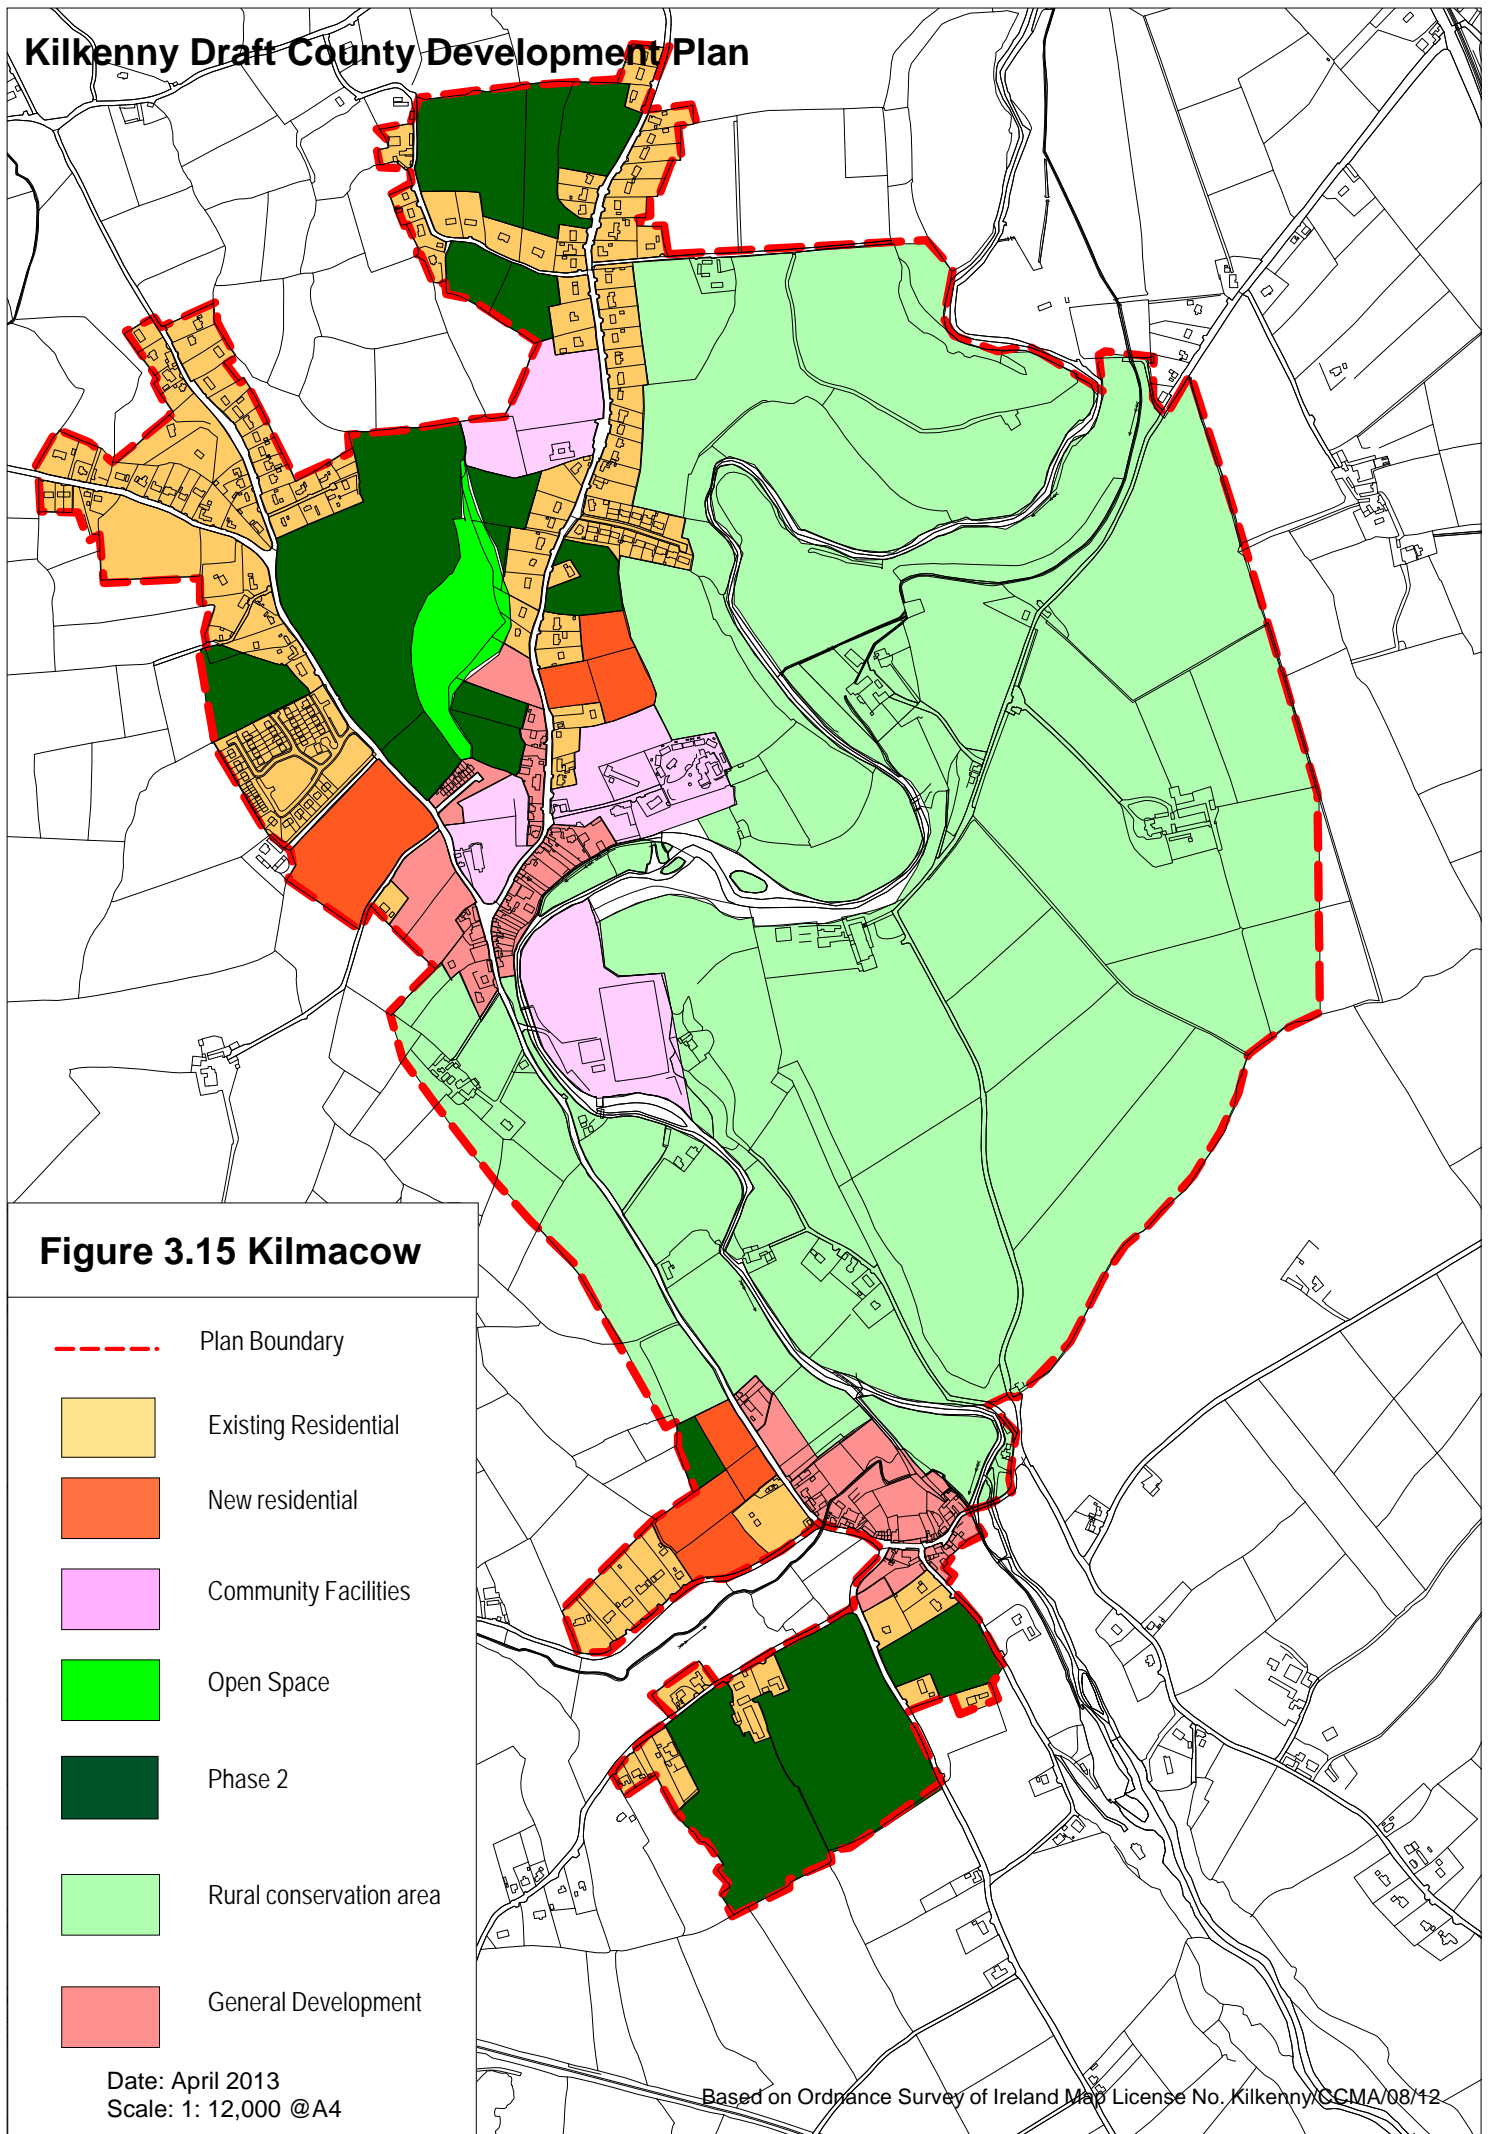 Kilkenny Draft County Development Plan
Figure 3.15 Kilmacow
Plan Boundary
Existing Residential
New residential
Community Facilities
Open Space
Phase 2
Rural conservation area
General Development
Date: April 2013
Scale: 1: 12,000 @A4
Based on Ordnance Survey of Ireland Map License No. Kilkenny/CCMA/08/12